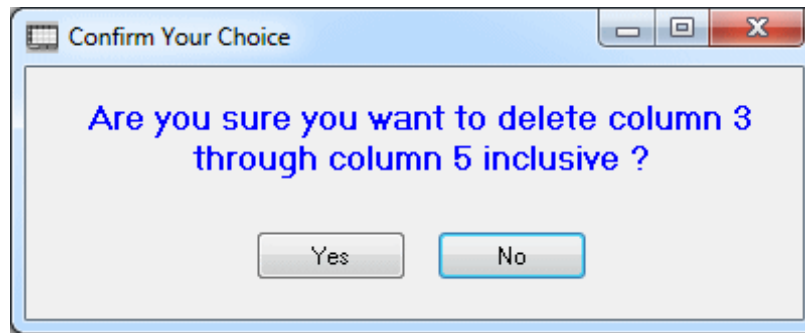 Confirm Your Choice
Are you sure you want to delete column 3
through column 5 inclusive ?
Yes No